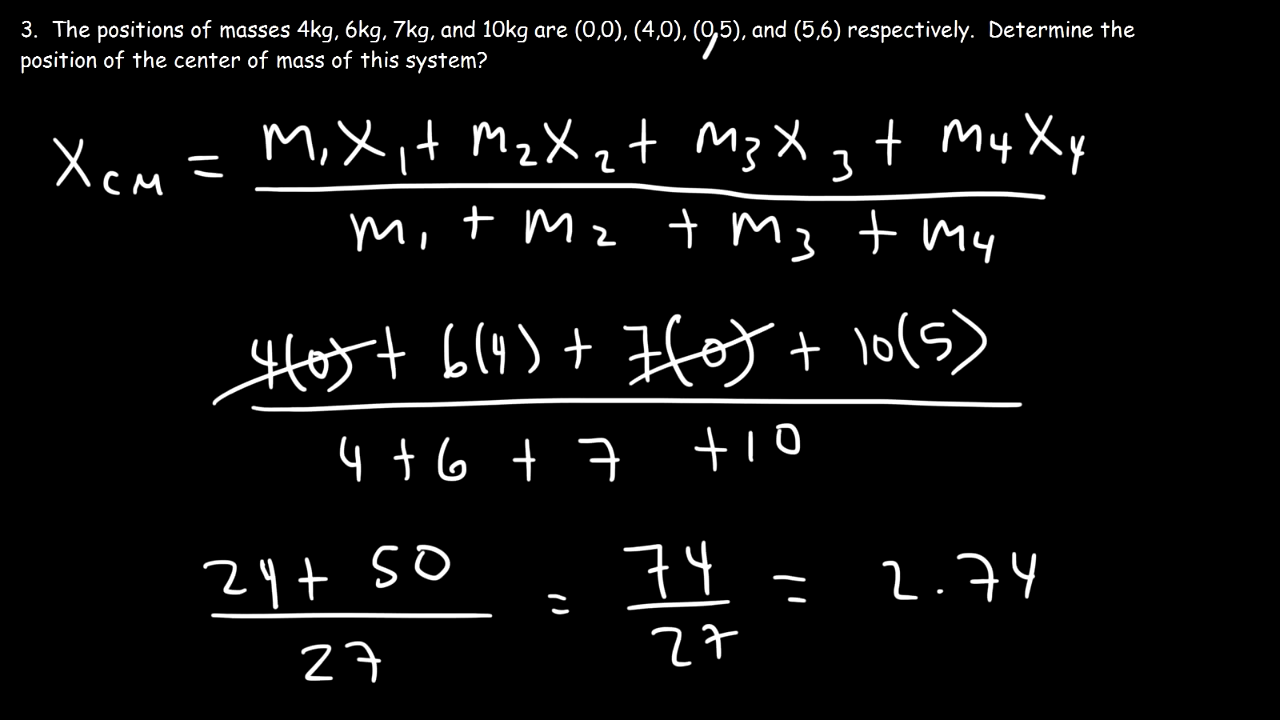 3. The positions of masses 4kg, 6kg, 7kg, and 10kg are (0,0), (4,0), (0,5), and (5,6) respectively. Determine the
position of the center of mass of this system?
X_CM = (m₁X₁ + m₂X₂ + m₃X₃ + m₄X₄)
m₁ + m₂ + m₃ + m₄
4(0) + 6(4) + 7(0) + 10(5)
4 + 6 + 7 + 10
24 + 50 = 74 = 2.74
27 27